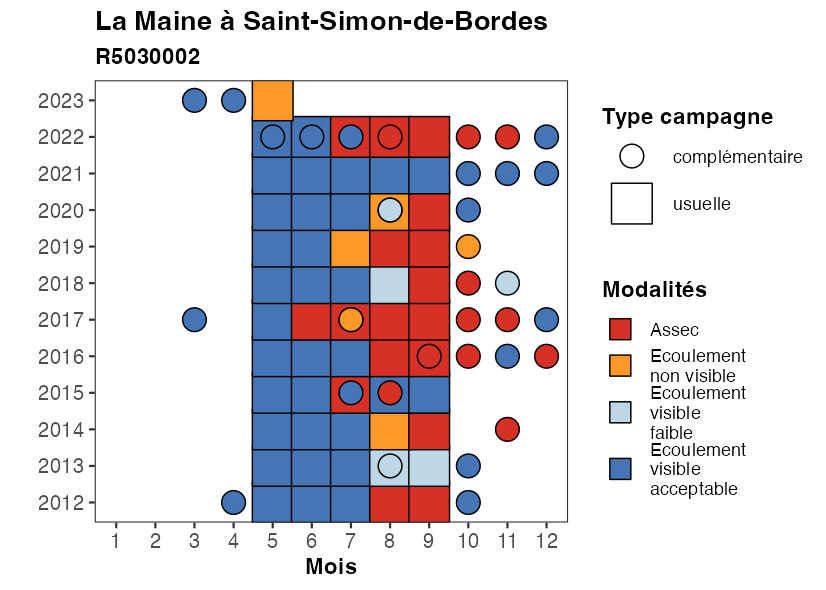 La Maine à Saint-Simon-de-Bordes
R5030002
2023
2022
2021
2020
2019
2018
2017
2016
2015
2014
2013
2012
1 2 3 4 5 6 7 8 9 10 11 12
Mois
Type campagne
complémentaire
usuelle
Modalités
Assec
Ecoulement
non visible
Ecoulement
visible
faible
Ecoulement
visible
acceptable